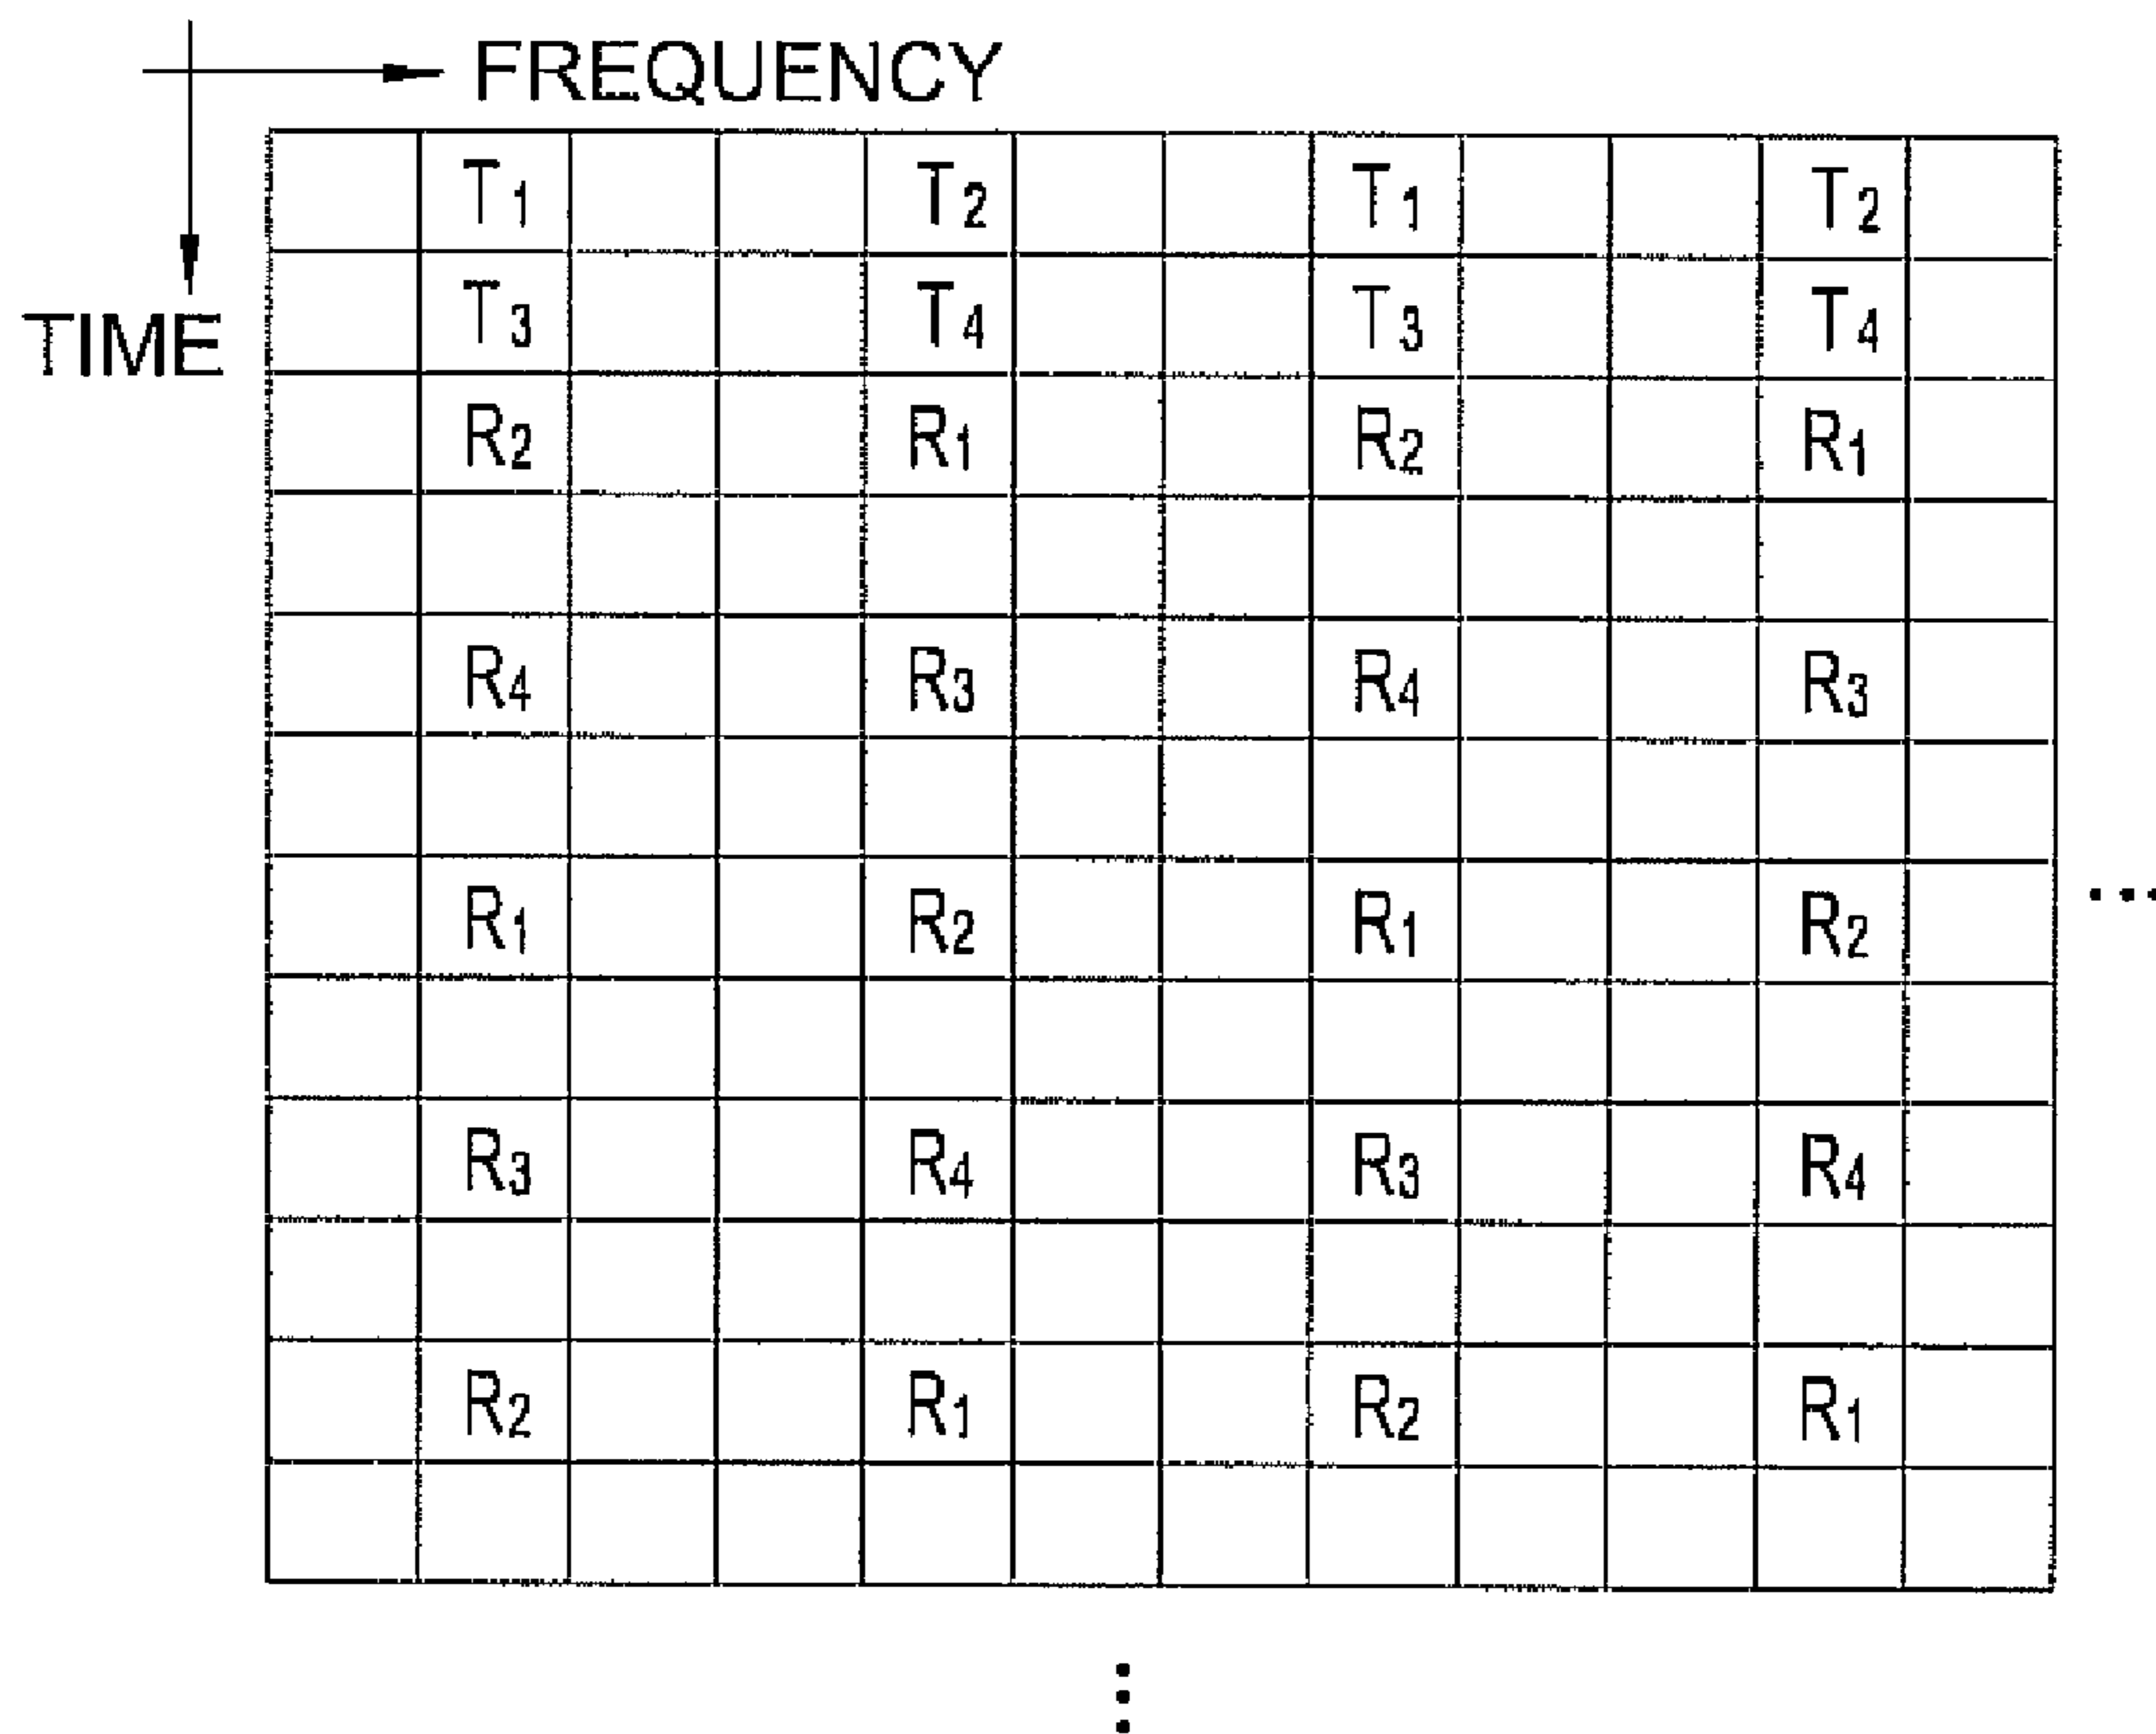 FREQUENCY
TIME
T1 T2 T1 T2
T3 T4 T3 T4
R2 R1 R2 R1
R4 R3 R4 R3
R1 R2 R1 R2
R3 R4 R3 R4
R2 R1 R2 R1
...
...